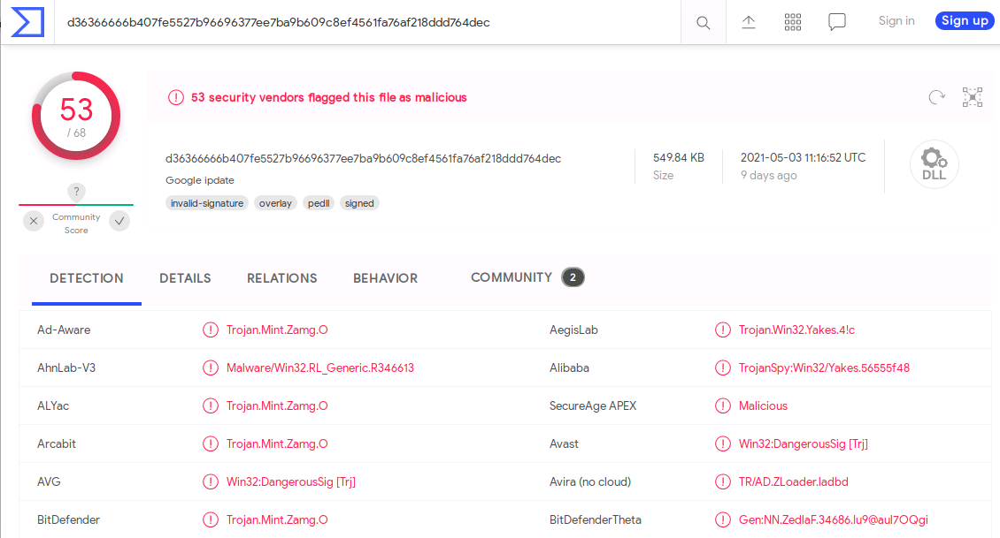 d36366666b407fe5527b96696377ee7ba9b609c8ef4561fa76af218ddd764dec
Sign in
Sign up
53
/ 68
53 security vendors flagged this file as malicious
d36366666b407fe5527b96696377ee7ba9b609c8ef4561fa76af218ddd764dec
Google ipdate
invalid-signature overlay pedll signed
549.84 KB
Size
2021-05-03 11:16:52 UTC
9 days ago
DLL
?
Community
Score
DETECTION DETAILS RELATIONS BEHAVIOR COMMUNITY 2
Ad-Aware Trojan.Mint.Zamg.O AegisLab Trojan.Win32.Yakes.4!c
AhnLab-V3 Malware/Win32.RL_Generic.R346613 Alibaba TrojanSpy:Win32/Yakes.56555f48
ALYac Trojan.Mint.Zamg.O SecureAge APEX Malicious
Arcabit Trojan.Mint.Zamg.O Avast Win32:DangerousSig [Trj]
AVG Win32:DangerousSig [Trj] Avira (no cloud) TR/AD.ZLoader.ladbd
BitDefender Trojan.Mint.Zamg.O BitDefenderTheta Gen:NN.ZedlaF.34686.lu9@aul7OQgi